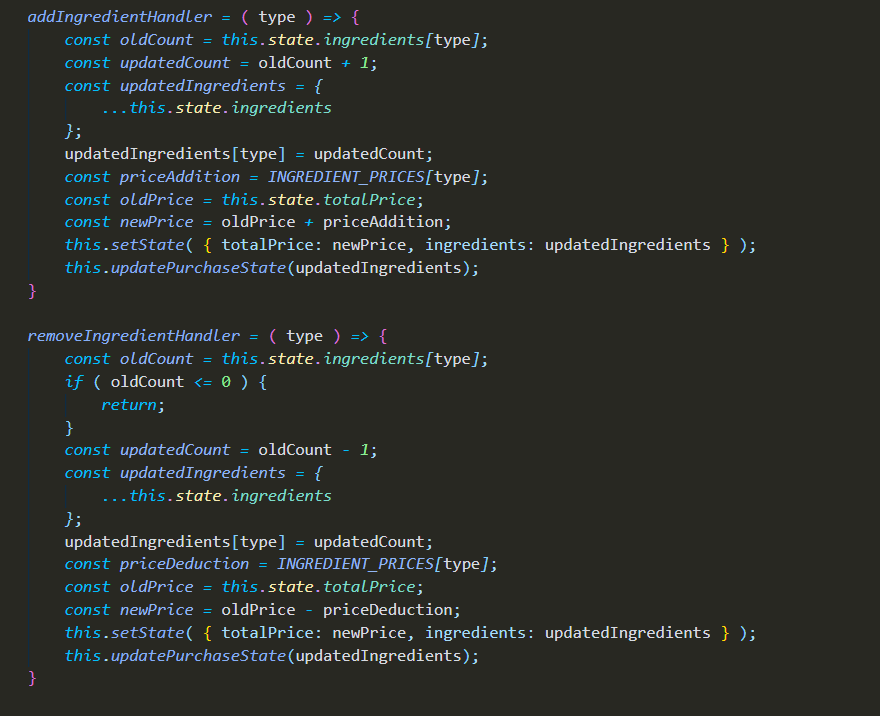 addIngredientHandler = ( type ) => {
    const oldCount = this.state.ingredients[type];
    const updatedCount = oldCount + 1;
    const updatedIngredients = {
        ...this.state.ingredients
    };
    updatedIngredients[type] = updatedCount;
    const priceAddition = INGREDIENT_PRICES[type];
    const oldPrice = this.state.totalPrice;
    const newPrice = oldPrice + priceAddition;
    this.setState( { totalPrice: newPrice, ingredients: updatedIngredients } );
    this.updatePurchaseState(updatedIngredients);
}

removeIngredientHandler = ( type ) => {
    const oldCount = this.state.ingredients[type];
    if ( oldCount <= 0 ) {
        return;
    }
    const updatedCount = oldCount - 1;
    const updatedIngredients = {
        ...this.state.ingredients
    };
    updatedIngredients[type] = updatedCount;
    const priceDeduction = INGREDIENT_PRICES[type];
    const oldPrice = this.state.totalPrice;
    const newPrice = oldPrice - priceDeduction;
    this.setState( { totalPrice: newPrice, ingredients: updatedIngredients } );
    this.updatePurchaseState(updatedIngredients);
}